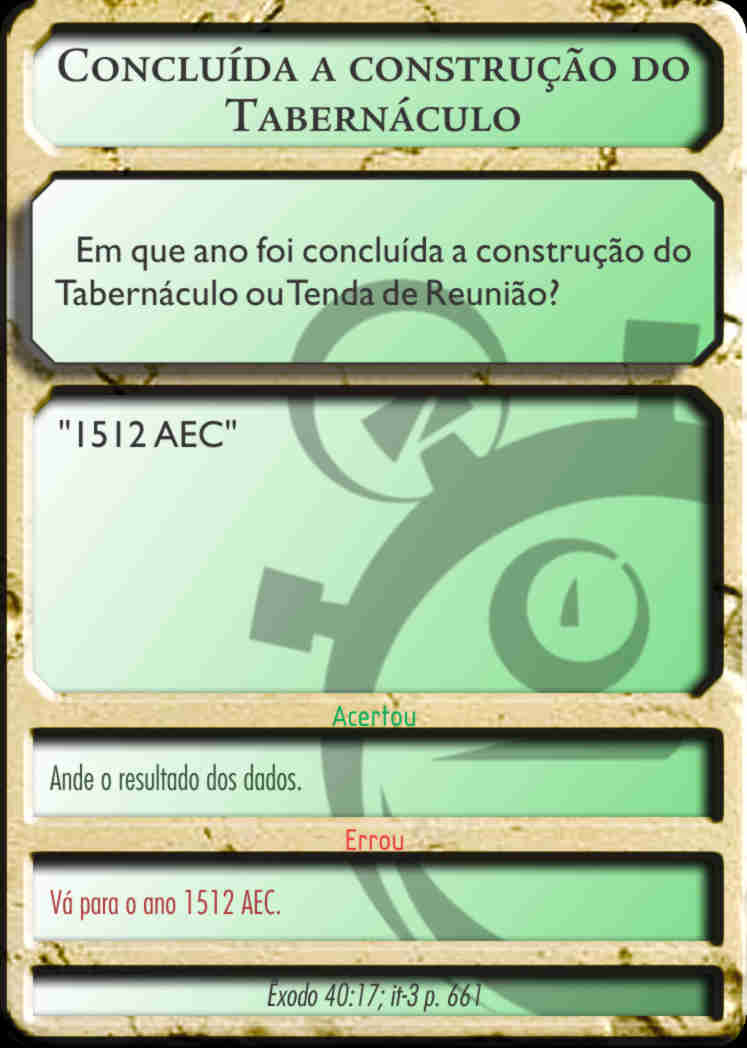 Concluída a construção do
Tabernáculo
Em que ano foi concluída a construção do
Tabernáculo ou Tenda de Reunião?
"1512 AEC"
Acertou
Ande o resultado dos dados.
Errou
Vá para o ano 1512 AEC.
Êxodo 40:17; it-3 p. 661